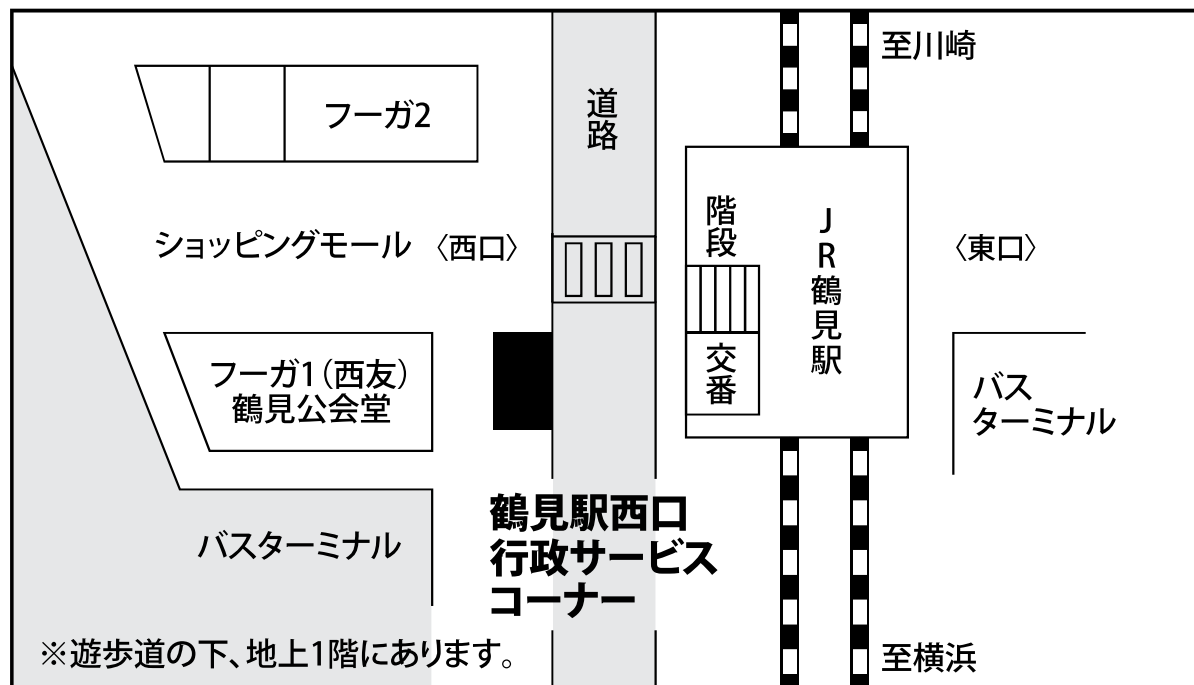 至川崎
フーガ2
道路
階段
JR鶴見駅
ショッピングモール
〈西口〉
〈東口〉
フーガ1(西友)
鶴見公会堂
交番
バス
ターミナル
鶴見駅西口
行政サービス
コーナー
バスターミナル
※遊歩道の下、地上1階にあります。
至横浜